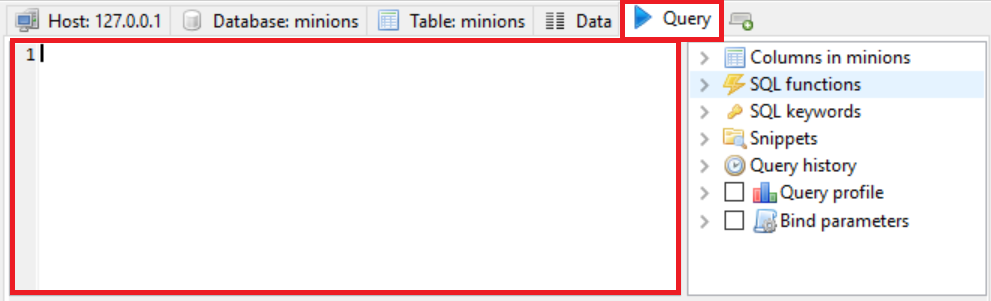 Host: 127.0.0.1 Database: minions Table: minions Data Query
1
Columns in minions
SQL functions
SQL keywords
Snippets
Query history
Query profile
Bind parameters